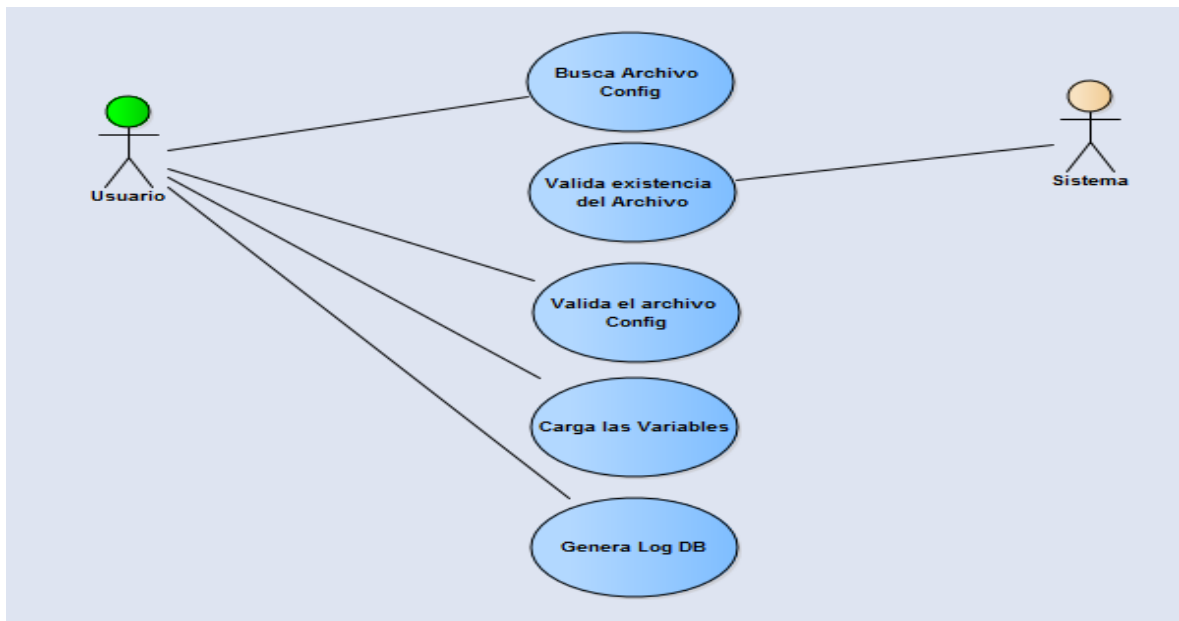 Busca Archivo
Config
Usuario
Valida existencia
del Archivo
Sistema
Valida el archivo
Config
Carga las Variables
Genera Log DB